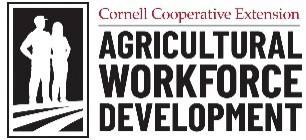 Cornell Cooperative Extension
AGRICULTURAL
WORKFORCE
DEVELOPMENT